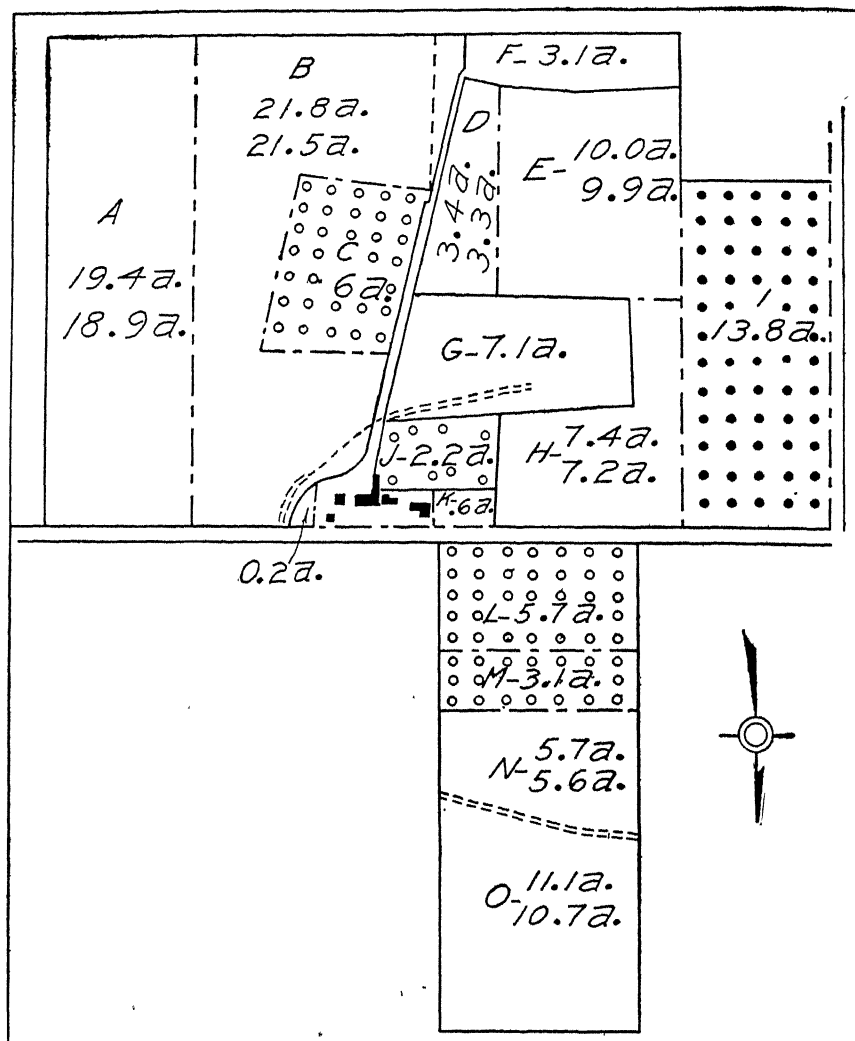 F- 3.1a.
B
21.8a.
21.5a.
D
3.4a.
3.3a.
E- 10.0a.
9.9a.
A
19.4a.
18.9a.
C
6a.
I
13.8a.
G-7.1a.
J-2.2a.
H-7.4a.
7.2a.
K.6a
0.2a.
L-5.7a.
M-3.1a.
N-5.7a.
5.6a.
O-11.1a.
10.7a.